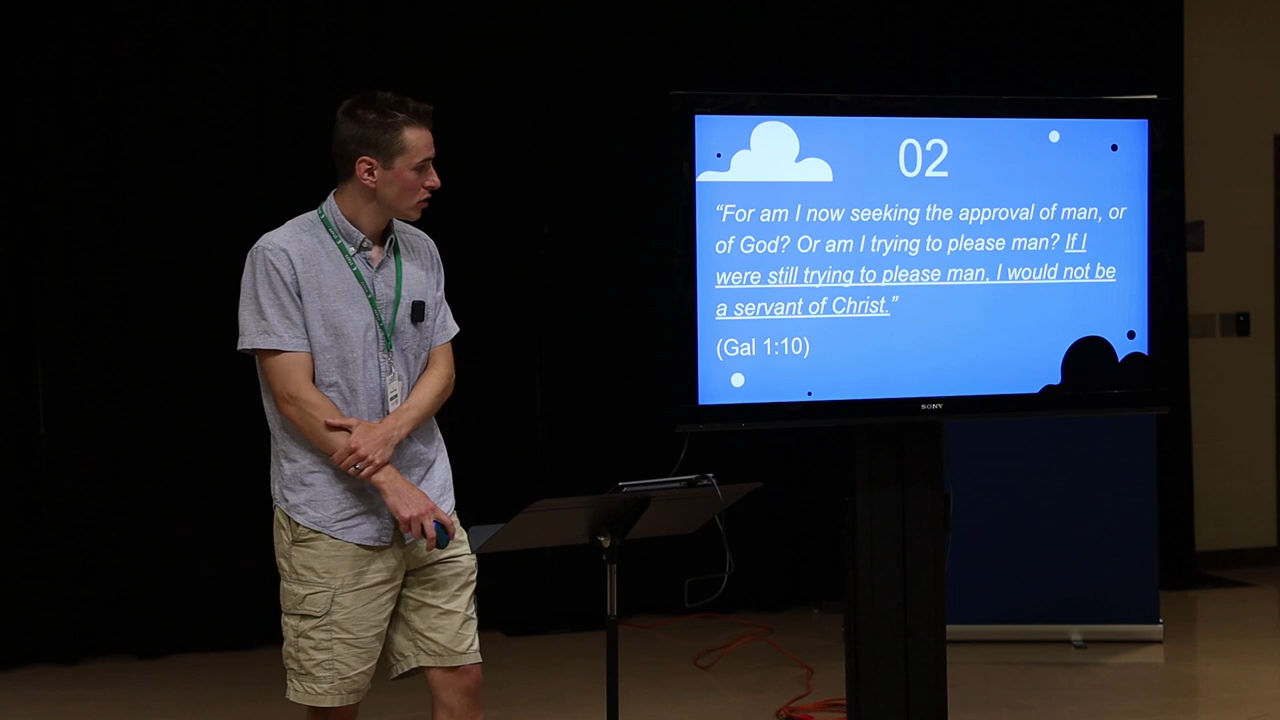 02
“For am I now seeking the approval of man, or
of God? Or am I trying to please man? If I
were still trying to please man, I would not be
a servant of Christ.”
(Gal 1:10)
SONY